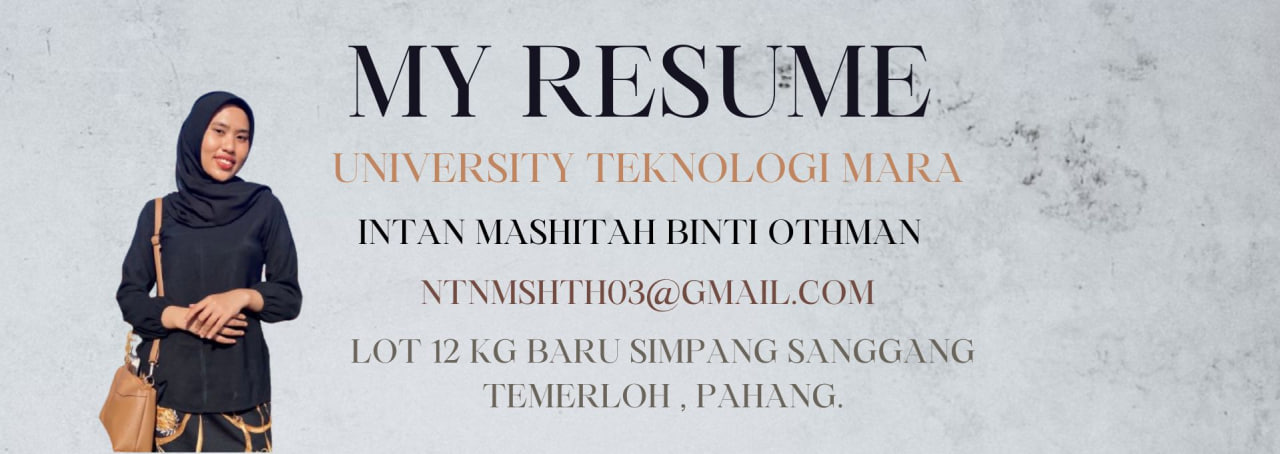 MY RESUME
UNIVERSITY TEKNOLOGI MARA
INTAN MASHITAH BINTI OTHMAN
NTNMSHTH03@GMAIL.COM
LOT 12 KG BARU SIMPANG SANGGANG
TEMERLOH , PAHANG.